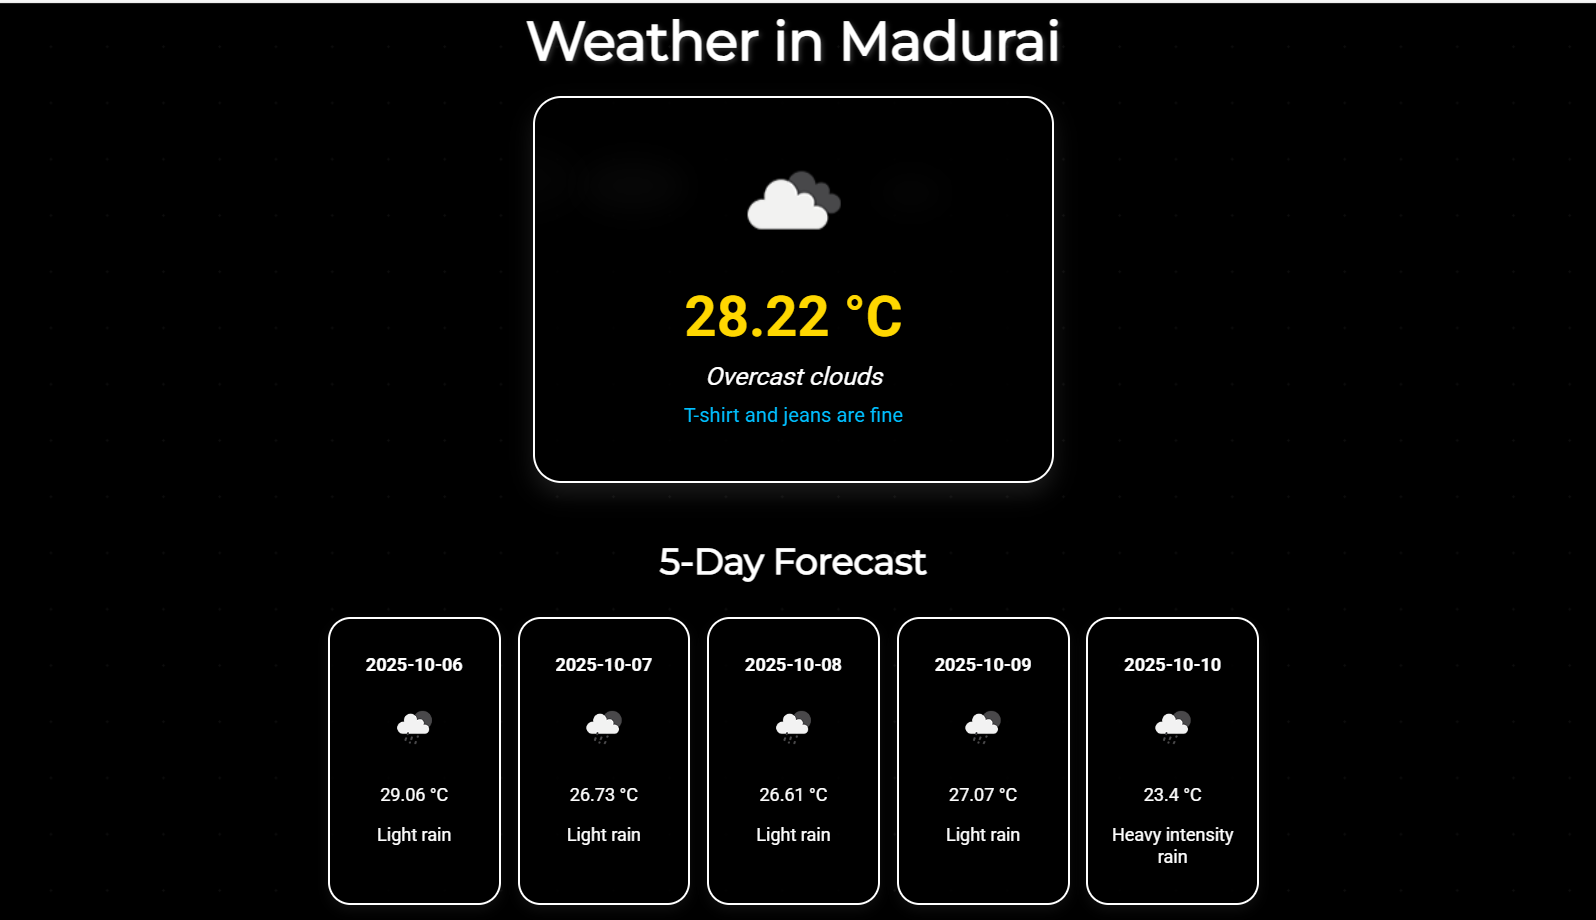 Weather in Madurai
28.22 °C
Overcast clouds
T-shirt and jeans are fine
5-Day Forecast
2025-10-06
29.06 °C
Light rain
2025-10-07
26.73 °C
Light rain
2025-10-08
26.61 °C
Light rain
2025-10-09
27.07 °C
Light rain
2025-10-10
23.4 °C
Heavy intensity
rain